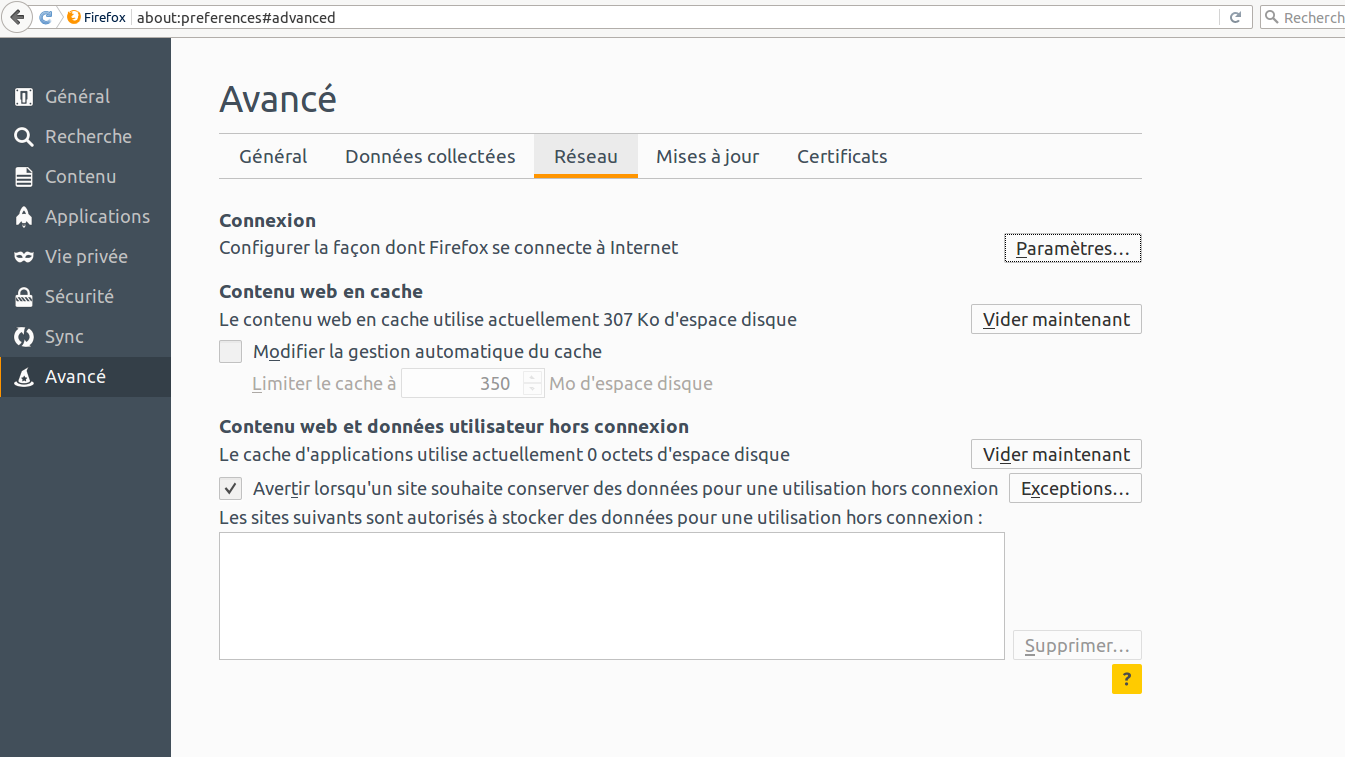 Firefox about:preferences#advanced Recherch
Général
Recherche
Contenu
Applications
Vie privée
Sécurité
Sync
Avancé
Avancé
Général Données collectées Réseau Mises à jour Certificats
Connexion
Configurer la façon dont Firefox se connecte à Internet Paramètres...
Contenu web en cache
Le contenu web en cache utilise actuellement 307 Ko d'espace disque Vider maintenant
Modifier la gestion automatique du cache
Limiter le cache à 350 Mo d'espace disque
Contenu web et données utilisateur hors connexion
Le cache d'applications utilise actuellement 0 octets d'espace disque Vider maintenant
Avertir lorsqu'un site souhaite conserver des données pour une utilisation hors connexion Exceptions...
Les sites suivants sont autorisés à stocker des données pour une utilisation hors connexion :
Supprimer...
?